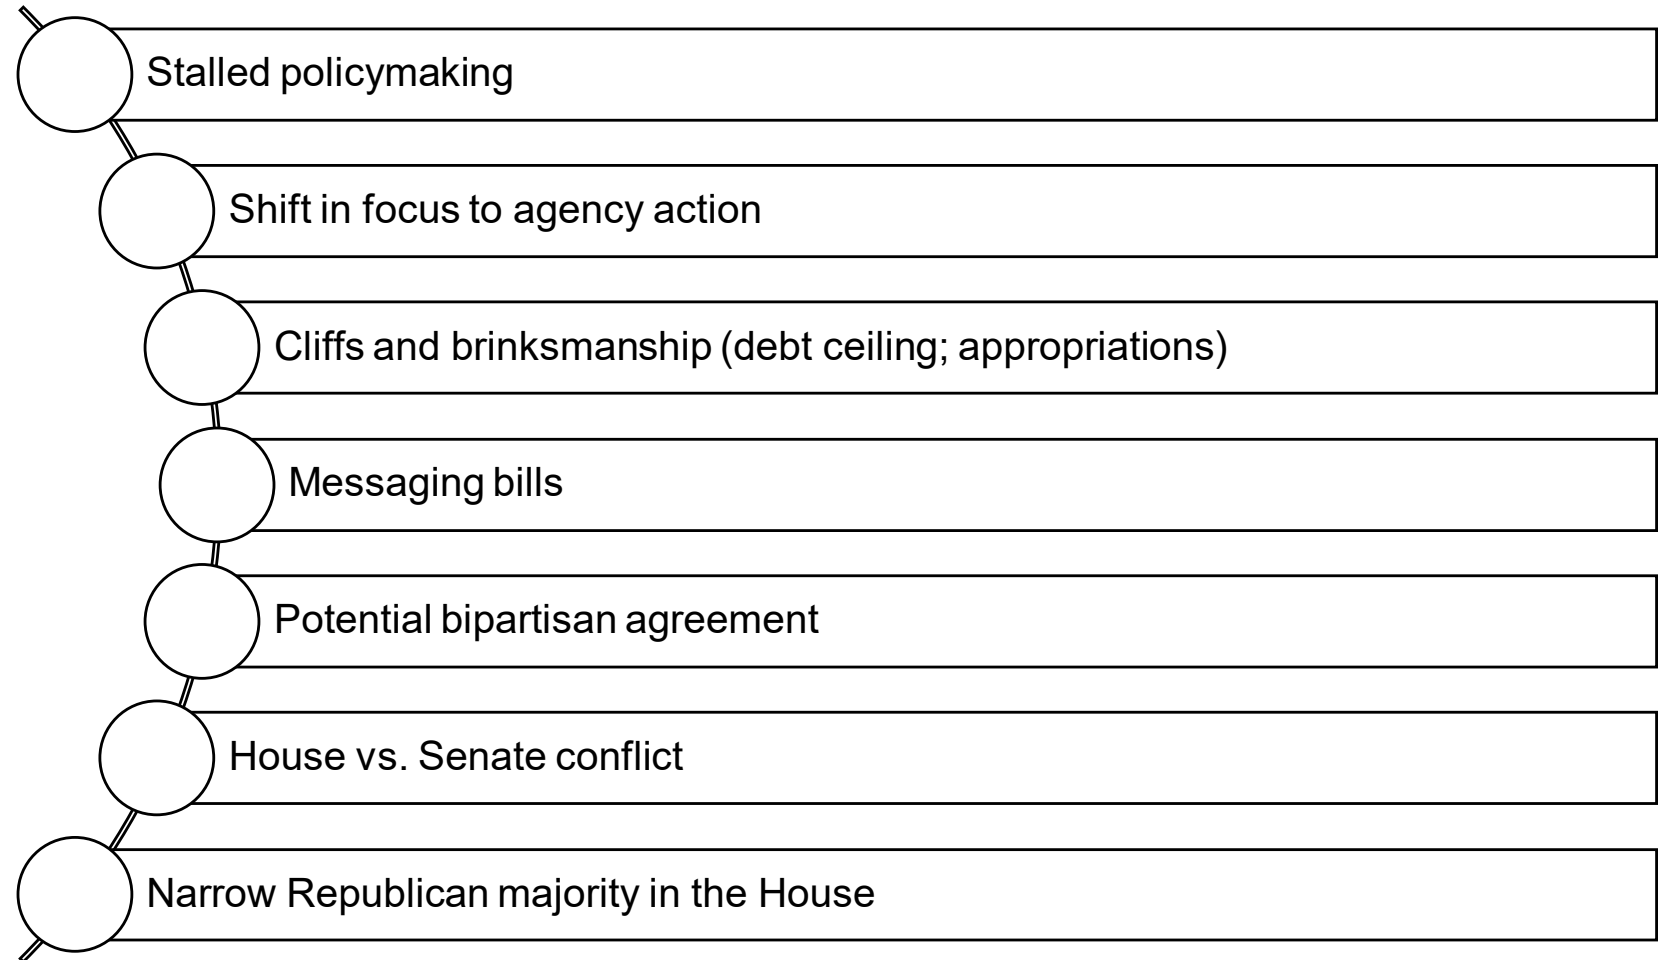 Stalled policymaking
Shift in focus to agency action
Cliffs and brinksmanship (debt ceiling; appropriations)
Messaging bills
Potential bipartisan agreement
House vs. Senate conflict
Narrow Republican majority in the House